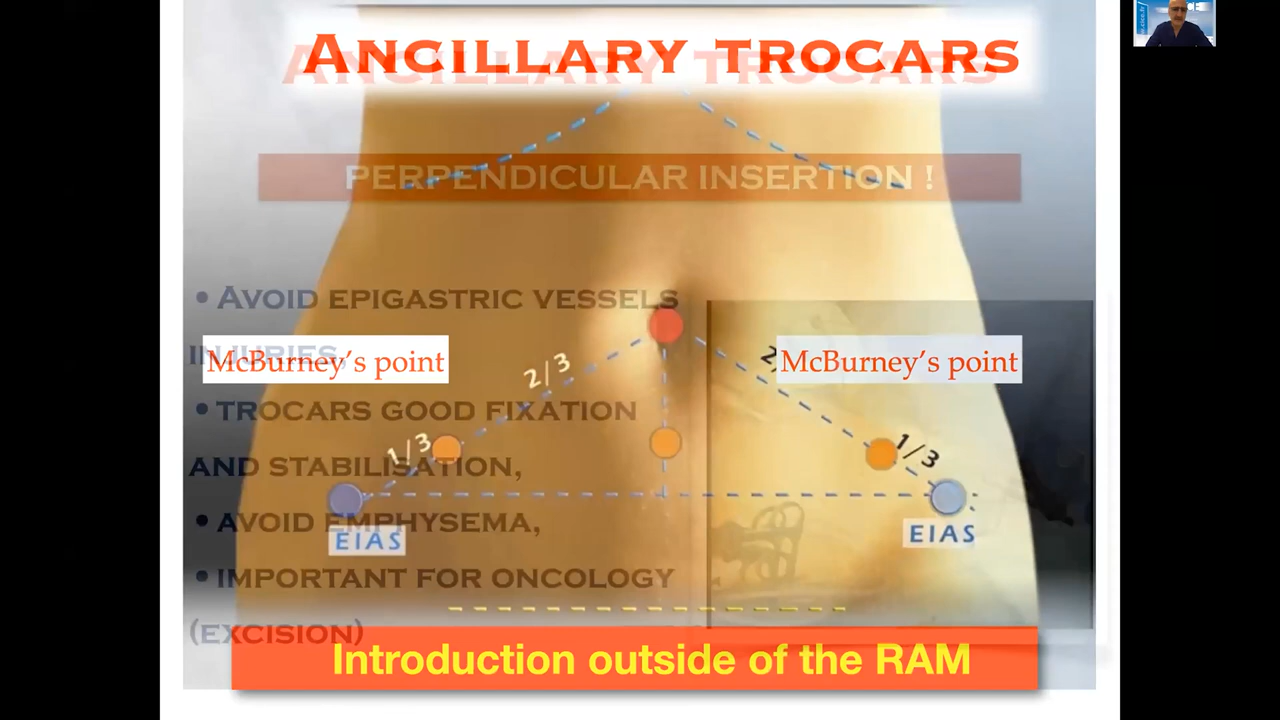 ANCILLARY TROCARS
PERPENDICULAR INSERTION !
• AVOID EPIGASTRIC VESSELS
INJURIES,
McBurney's point
McBurney's point
2/3
• TROCARS GOOD FIXATION
AND STABILISATION,
1/3
1/3
• AVOID EMPHYSEMA,
EIAS
EIAS
• IMPORTANT FOR ONCOLOGY
(EXCISION)
Introduction outside of the RAM